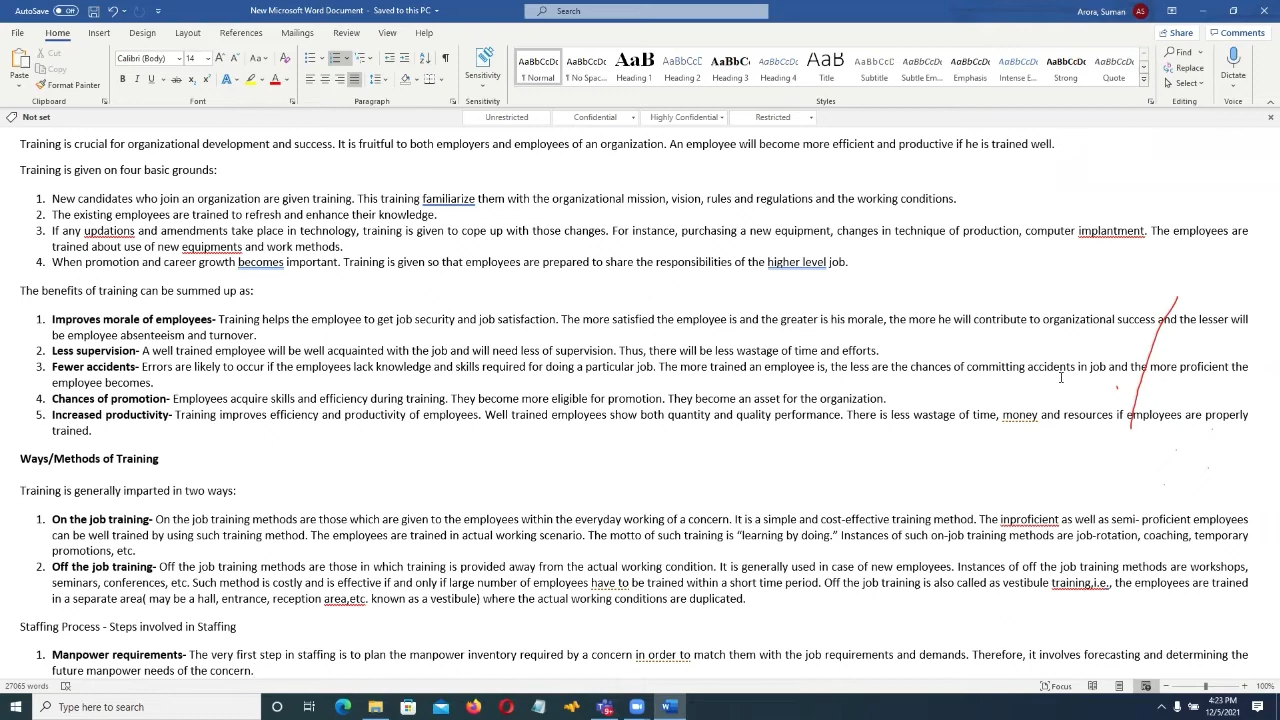 AutoSave Off New Microsoft Word Document - Saved to this PC Search Arora, Suman AS
File Home Insert Draw Design Layout References Mailings Review View Help Share Comments
Paste Cut Copy Format Painter Clipboard
Calibri (Body) 14 Font
Paragraph
Sensitivity Sensitivity
AaBbCcDc Normal AaBbCcDc No Spac... AaB Heading 1 AaBbCcD Heading 2 AaBbCc Heading 3 AaBbCcDc Heading 4 AaB Title AaBbCcD Subtitle AaBbCcDt Subtle Em... AaBbCcDt Emphasis AaBbCcDt Intense E... AaBbCcDc Strong AaBbCcDt Quote
Styles
Find Replace Select Editing
Dictate Voice
Not set Unrestricted Confidential Highly Confidential Restricted
Training is crucial for organizational development and success. It is fruitful to both employers and employees of an organization. An employee will become more efficient and productive if he is trained well.
Training is given on four basic grounds:
1. New candidates who join an organization are given training. This training familiarize them with the organizational mission, vision, rules and regulations and the working conditions.
2. The existing employees are trained to refresh and enhance their knowledge.
3. If any updations and amendments take place in technology, training is given to cope up with those changes. For instance, purchasing a new equipment, changes in technique of production, computer implantment. The employees are
trained about use of new equipments and work methods.
4. When promotion and career growth becomes important. Training is given so that employees are prepared to share the responsibilities of the higher level job.
The benefits of training can be summed up as:
1. Improves morale of employees- Training helps the employee to get job security and job satisfaction. The more satisfied the employee is and the greater is his morale, the more he will contribute to organizational success and the lesser will
be employee absenteeism and turnover.
2. Less supervision- A well trained employee will be well acquainted with the job and will need less of supervision. Thus, there will be less wastage of time and efforts.
3. Fewer accidents- Errors are likely to occur if the employees lack knowledge and skills required for doing a particular job. The more trained an employee is, the less are the chances of committing accidents in job and the more proficient the
employee becomes.
4. Chances of promotion- Employees acquire skills and efficiency during training. They become more eligible for promotion. They become an asset for the organization.
5. Increased productivity- Training improves efficiency and productivity of employees. Well trained employees show both quantity and quality performance. There is less wastage of time, money and resources if employees are properly
trained.
Ways/Methods of Training
Training is generally imparted in two ways:
1. On the job training- On the job training methods are those which are given to the employees within the everyday working of a concern. It is a simple and cost-effective training method. The inproficient as well as semi- proficient employees
can be well trained by using such training method. The employees are trained in actual working scenario. The motto of such training is “learning by doing.” Instances of such on-job training methods are job-rotation, coaching, temporary
promotions, etc.
2. Off the job training- Off the job training methods are those in which training is provided away from the actual working condition. It is generally used in case of new employees. Instances of off the job training methods are workshops,
seminars, conferences, etc. Such method is costly and is effective if and only if large number of employees have to be trained within a short time period. Off the job training is also called as vestibule training,i.e., the employees are trained
in a separate area( may be a hall, entrance, reception area,etc. known as a vestibule) where the actual working conditions are duplicated.
Staffing Process - Steps involved in Staffing
1. Manpower requirements- The very first step in staffing is to plan the manpower inventory required by a concern in order to match them with the job requirements and demands. Therefore, it involves forecasting and determining the
future manpower needs of the concern.
27065 words Focus 100%
Type here to search 4:23 PM
12/5/2021